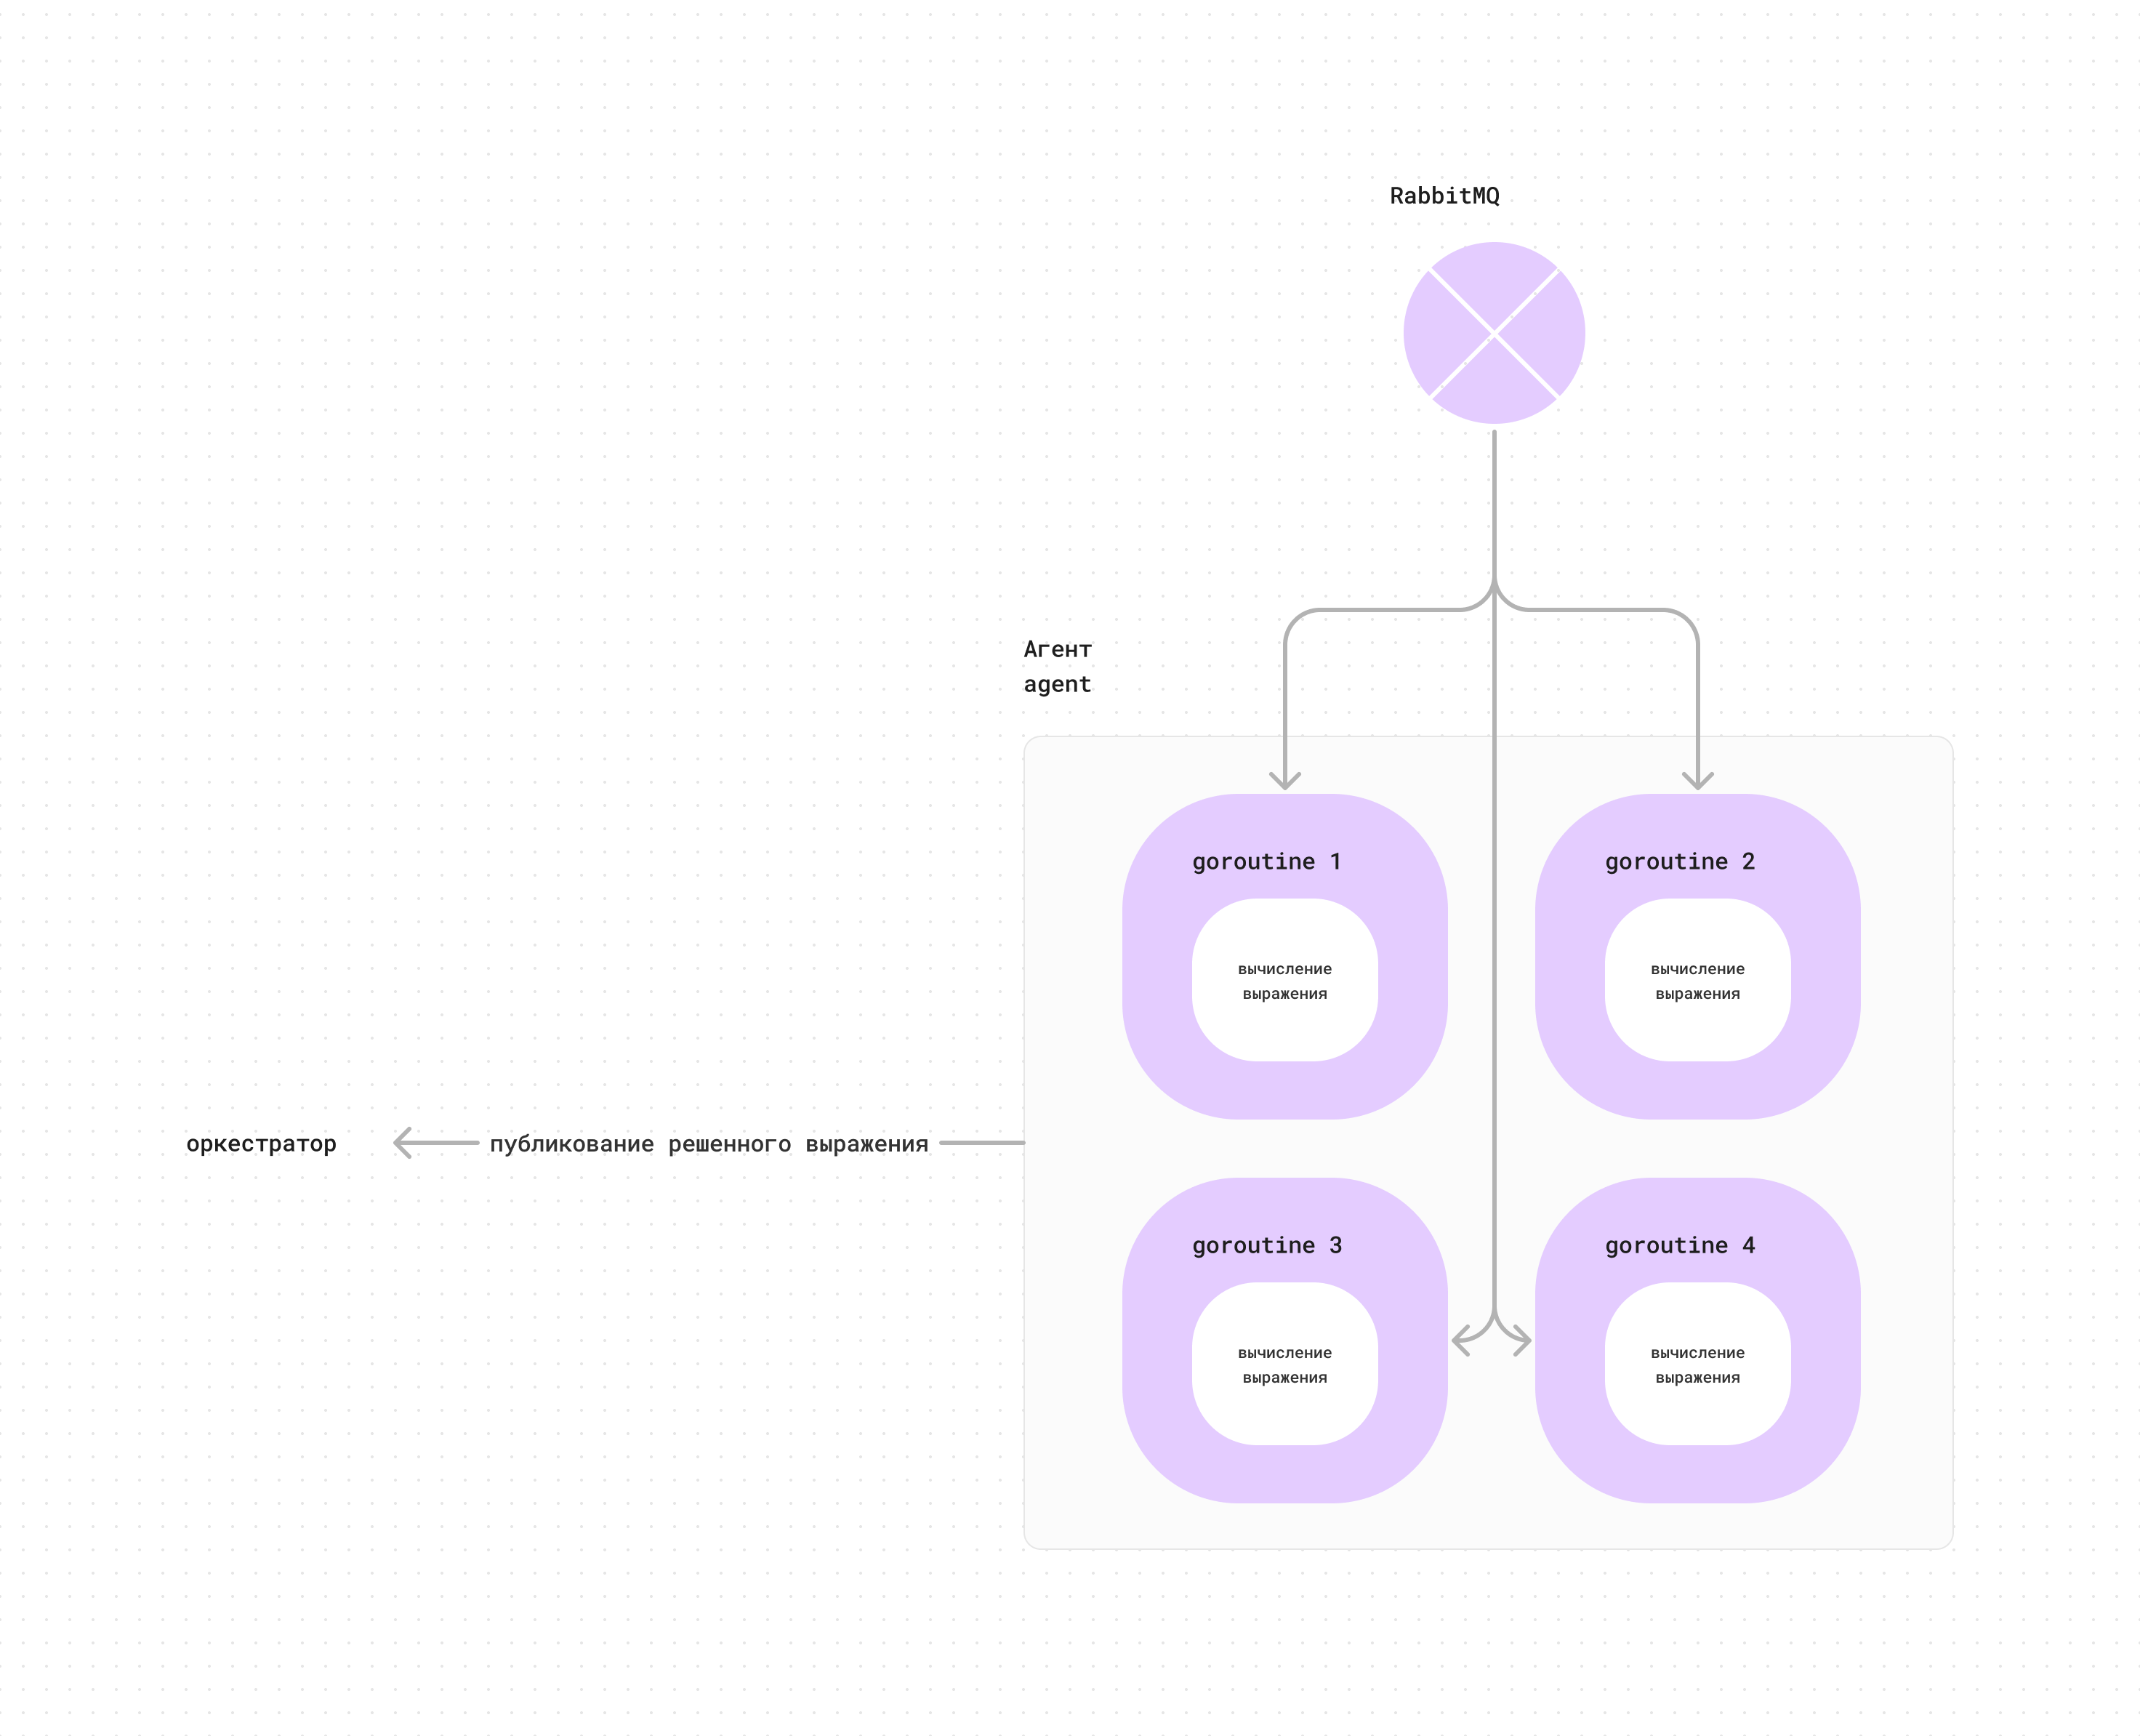 RabbitMQ
Агент
agent
goroutine 1
goroutine 2
вычисление
выражения
вычисление
выражения
оркестратор
публикование решенного выражения
goroutine 3
goroutine 4
вычисление
выражения
вычисление
выражения